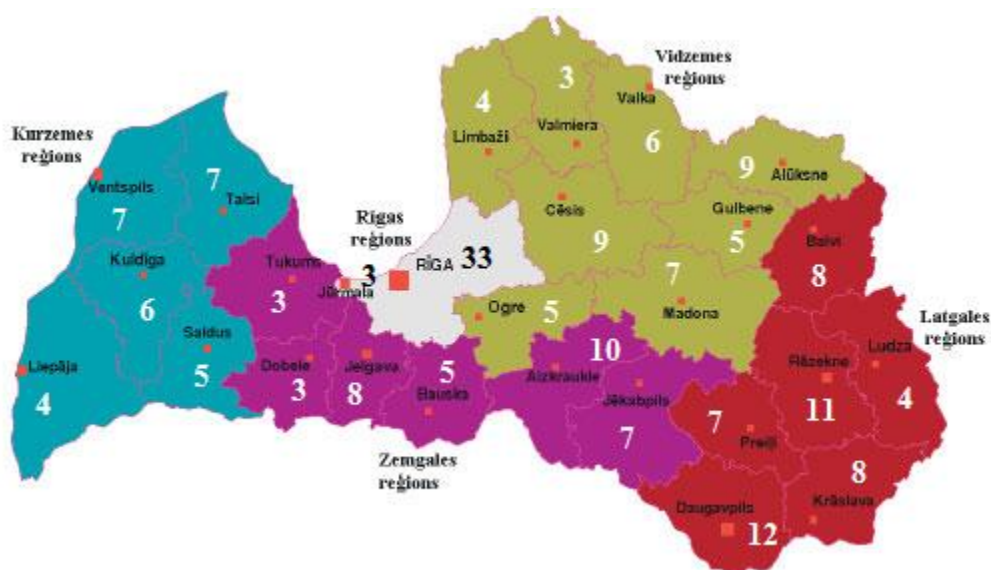 Vidzemes
reģions
3
4
Valka
Valmiera
Limbaži
6
Kurzemes
reģions
7
9
Alūksne
Ventspils
Talsi
Cēsis
Gulbene
7
Rīgas
reģions
9
5
Balvi
Kuldīga
Tukums
3
RĪGA
33
7
8
Jūrmala
6
3
Ogre
5
Madona
Latgales
reģions
Saldus
10
Ludza
Rēzekne
Liepāja
5
Dobele
Jelgava
5
Aizkraukle
4
3
8
Bauska
Jēkabpils
7
11
4
7
Preiļi
Zemgales
reģions
8
Daugavpils
Krāslava
12